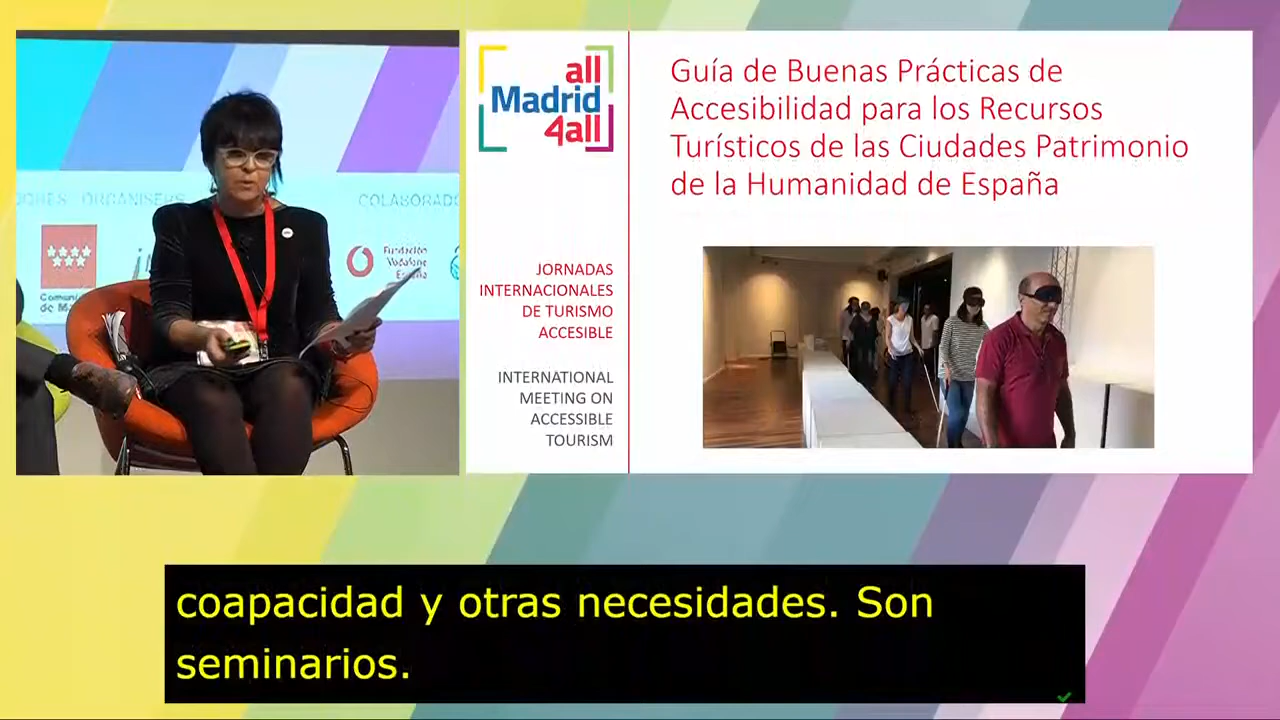 ORGANISERS
COLABORADO
Fundación
Vodafone
España
all
Madrid
4all
JORNADAS
INTERNACIONALES
DE TURISMO
ACCESIBLE
INTERNATIONAL
MEETING ON
ACCESSIBLE
TOURISM
Guía de Buenas Prácticas de
Accesibilidad para los Recursos
Turísticos de las Ciudades Patrimonio
de la Humanidad de España
coapacidad y otras necesidades. Son
seminarios.